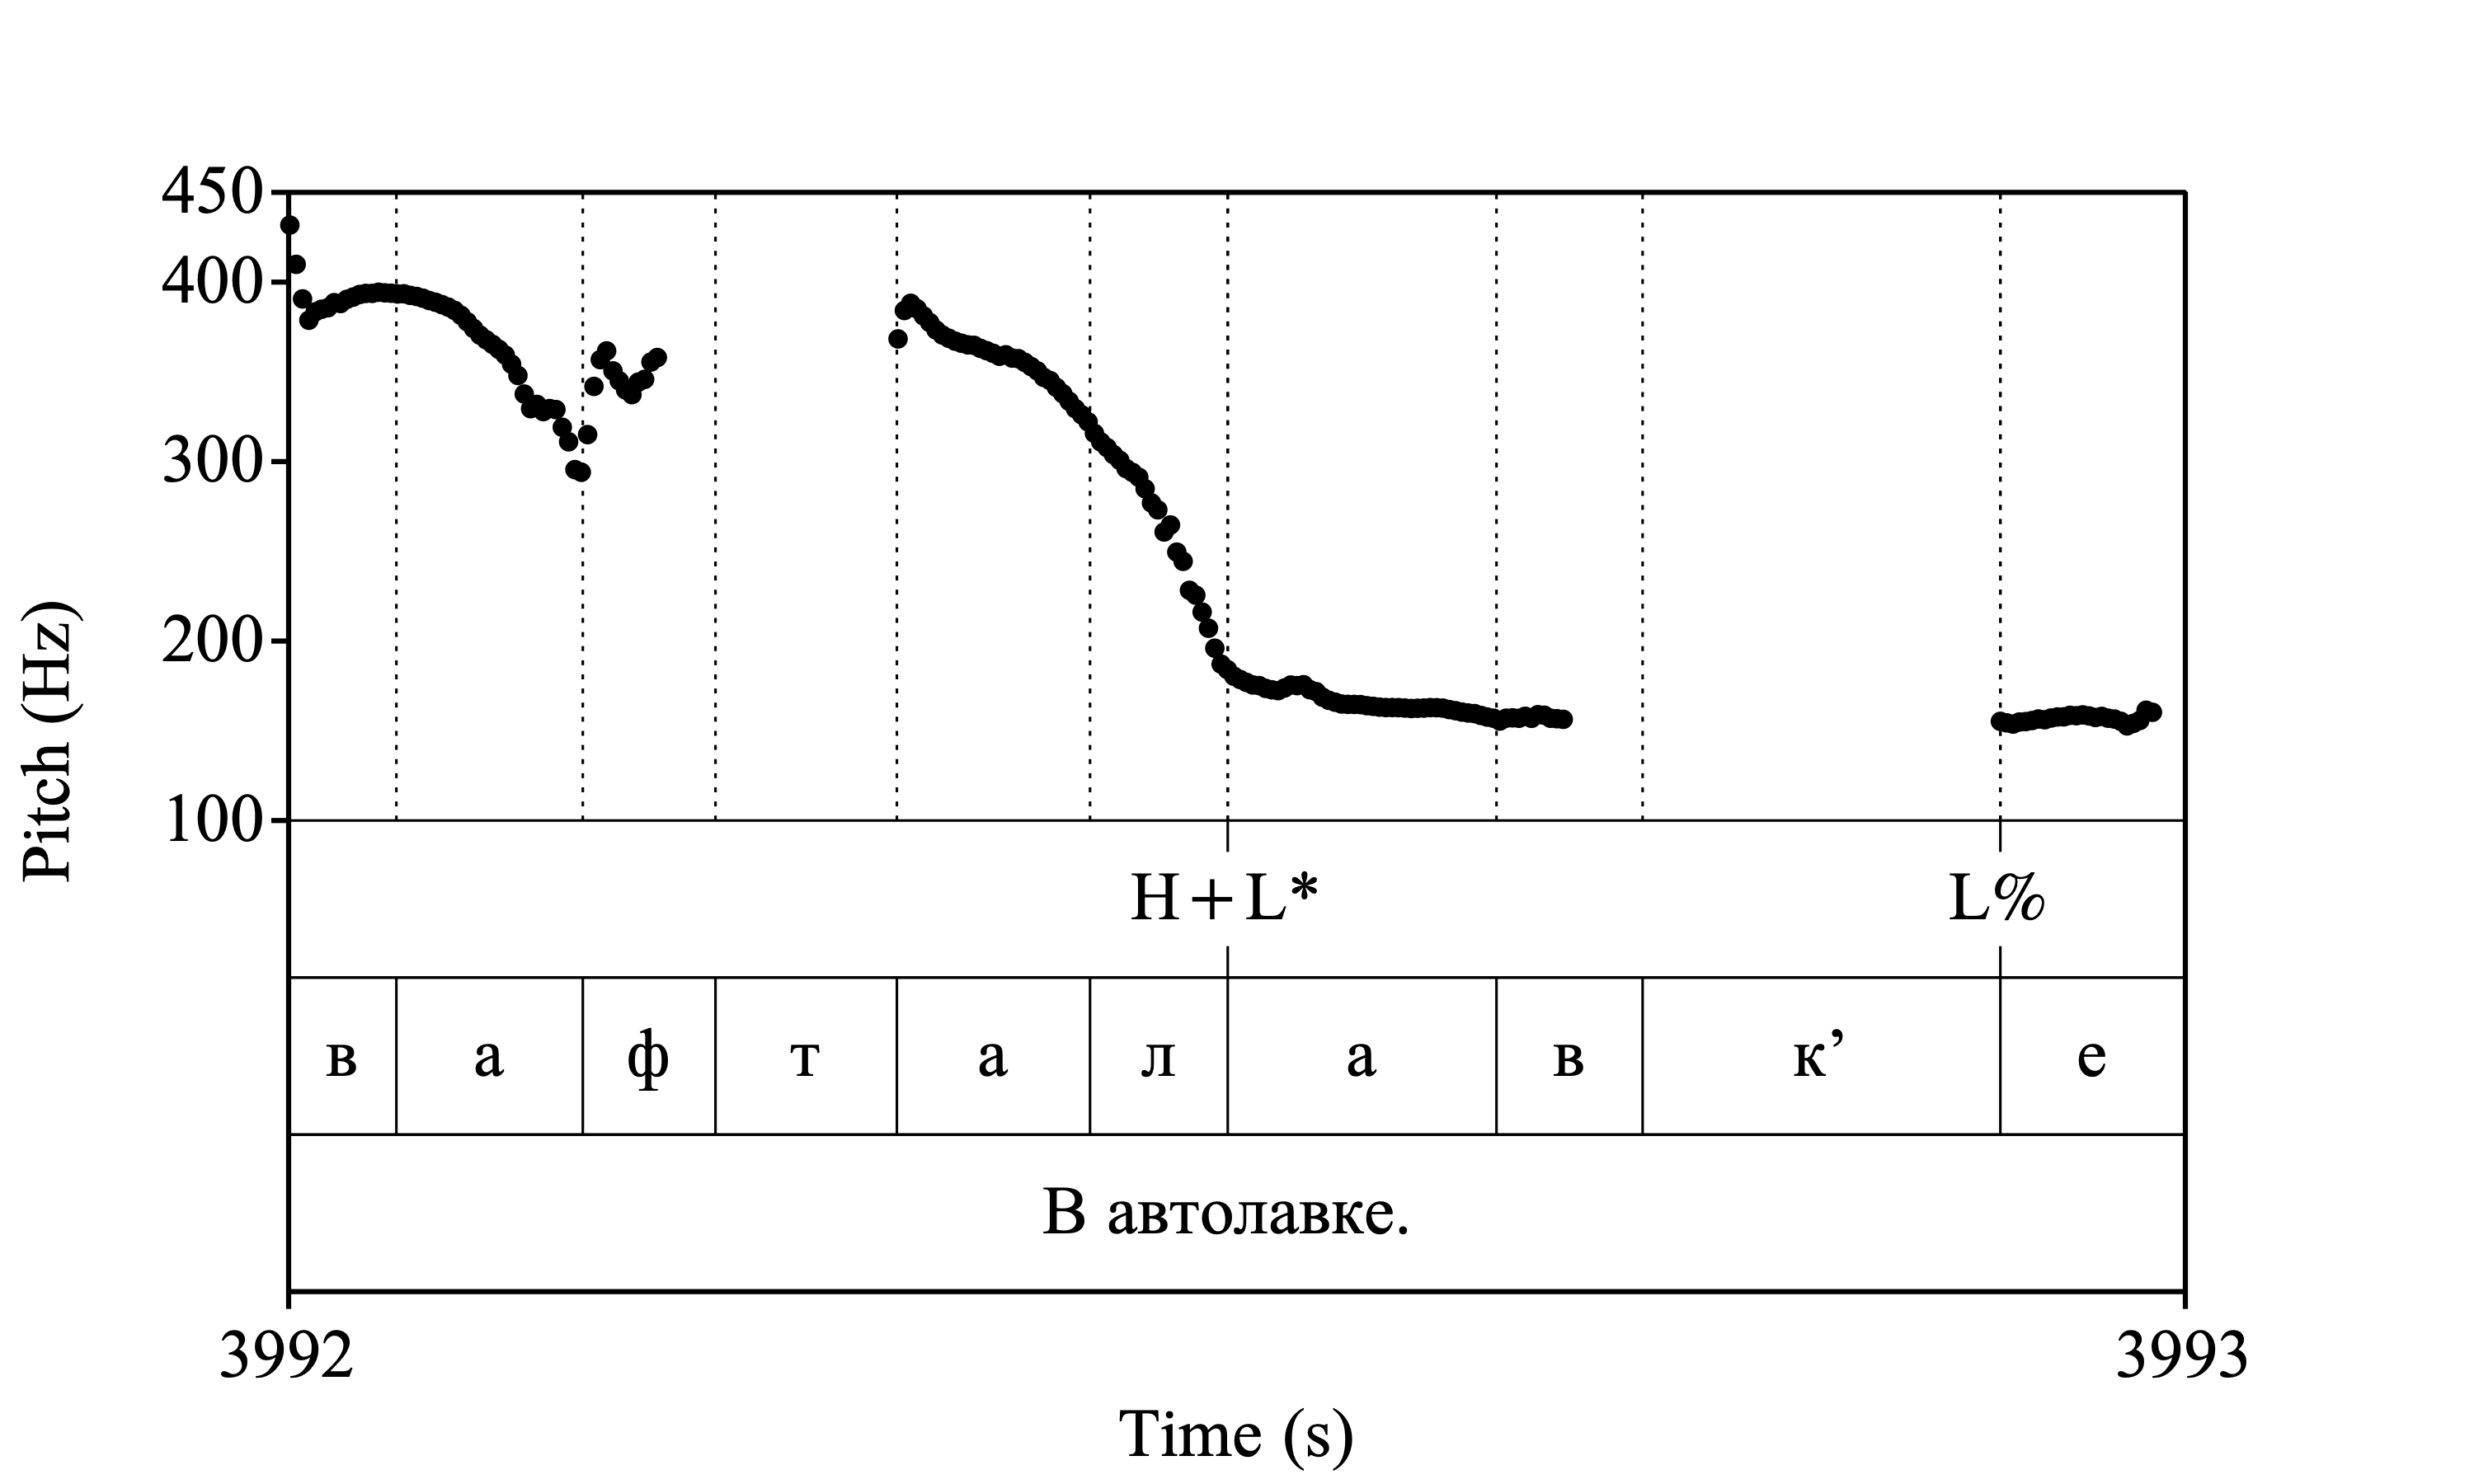 450
400
300
200
100
Pitch (Hz)
H+L* L%
в а ф т а л а в к’ е
В автолавке.
3992 3993
Time (s)